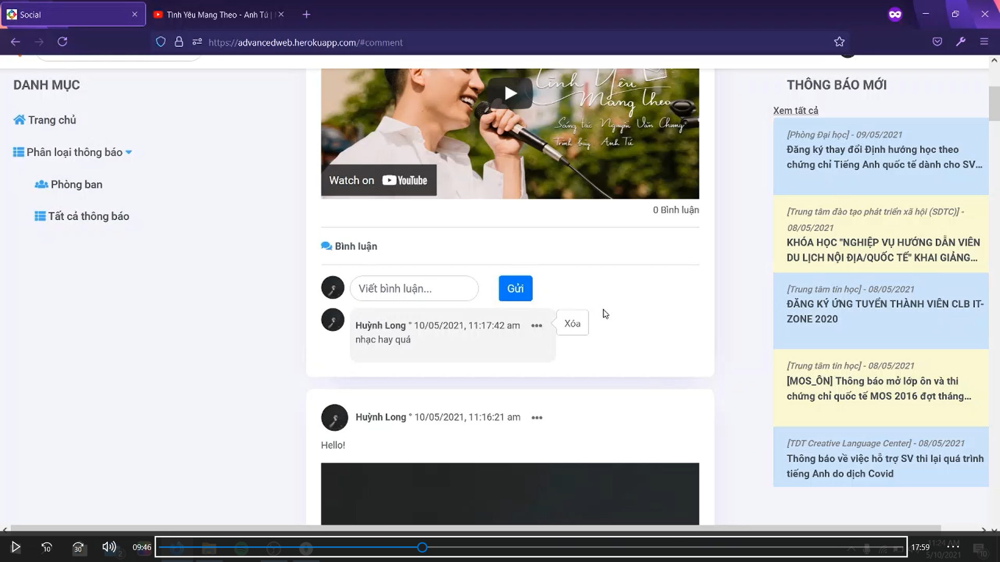 Social
Tình Yêu Mang Theo - Anh Tú |
https://advancedweb.herokuapp.com/#comment
DANH MỤC
Trang chủ
Phân loại thông báo
Phòng ban
Tất cả thông báo
Tình Yêu
Mang Theo
Sáng tác Nguyễn Văn Chung
Trình bày: Anh Tú
Watch on YouTube
0 Bình luận
Bình luận
Viết bình luận...
Gửi
Huỳnh Long ° 10/05/2021, 11:17:42 am
Xóa
nhạc hay quá
Huỳnh Long ° 10/05/2021, 11:16:21 am
Hello!
THÔNG BÁO MỚI
Xem tất cả
[Phòng Đại học] - 09/05/2021
Đăng ký thay đổi Định hướng học theo
chứng chỉ Tiếng Anh quốc tế dành cho SV...
[Trung tâm đào tạo phát triển xã hội (SDTC)] -
08/05/2021
KHÓA HỌC "NGHIỆP VỤ HƯỚNG DẪN VIÊN
DU LỊCH NỘI ĐỊA/QUỐC TẾ" KHAI GIẢNG...
[Trung tâm tin học] - 08/05/2021
ĐĂNG KÝ ỨNG TUYỂN THÀNH VIÊN CLB IT-
ZONE 2020
[Trung tâm tin học] - 08/05/2021
[MOS_ÔN] Thông báo mở lớp ôn và thi
chứng chỉ quốc tế MOS 2016 đợt tháng...
[TDT Creative Language Center] - 08/05/2021
Thông báo về việc hỗ trợ SV thi lại quá trình
tiếng Anh do dịch Covid
10
30
2
09:46
17:59
11:24 AM
5/10/2021
10